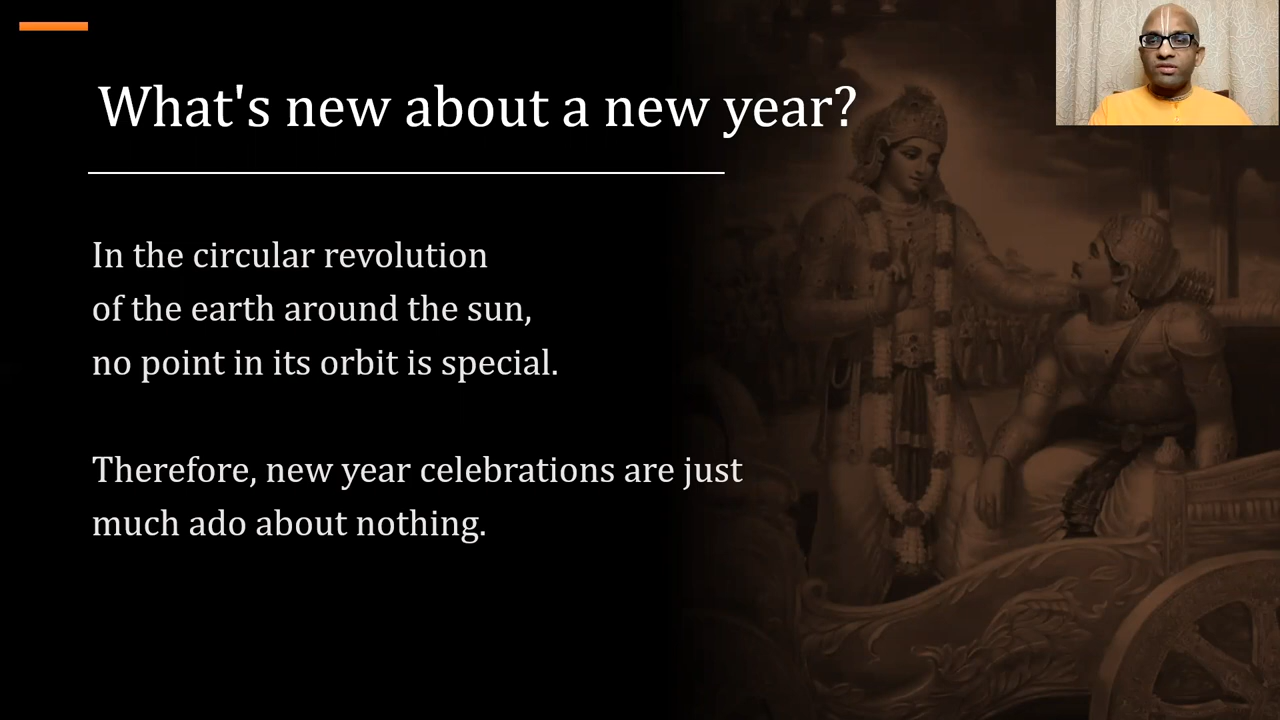 What's new about a new year?
In the circular revolution
of the earth around the sun,
no point in its orbit is special.
Therefore, new year celebrations are just
much ado about nothing.